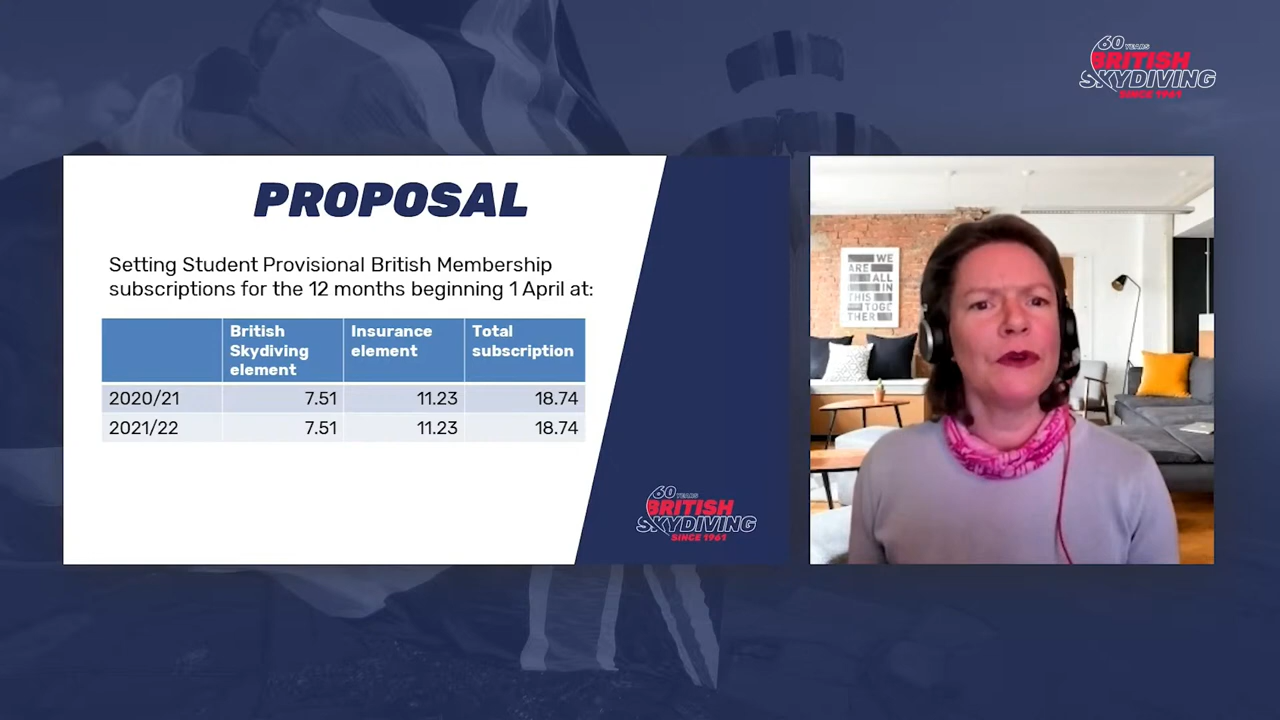 60 YEARS
BRITISH
SKYDIVING
SINCE 1961
PROPOSAL
Setting Student Provisional British Membership
subscriptions for the 12 months beginning 1 April at:
British Skydiving element
Insurance element
Total subscription
2020/21 7.51 11.23 18.74
2021/22 7.51 11.23 18.74
60 YEARS
BRITISH
SKYDIVING
SINCE 1961
WE
ARE
ALL
IN
THIS
TOGE
THER